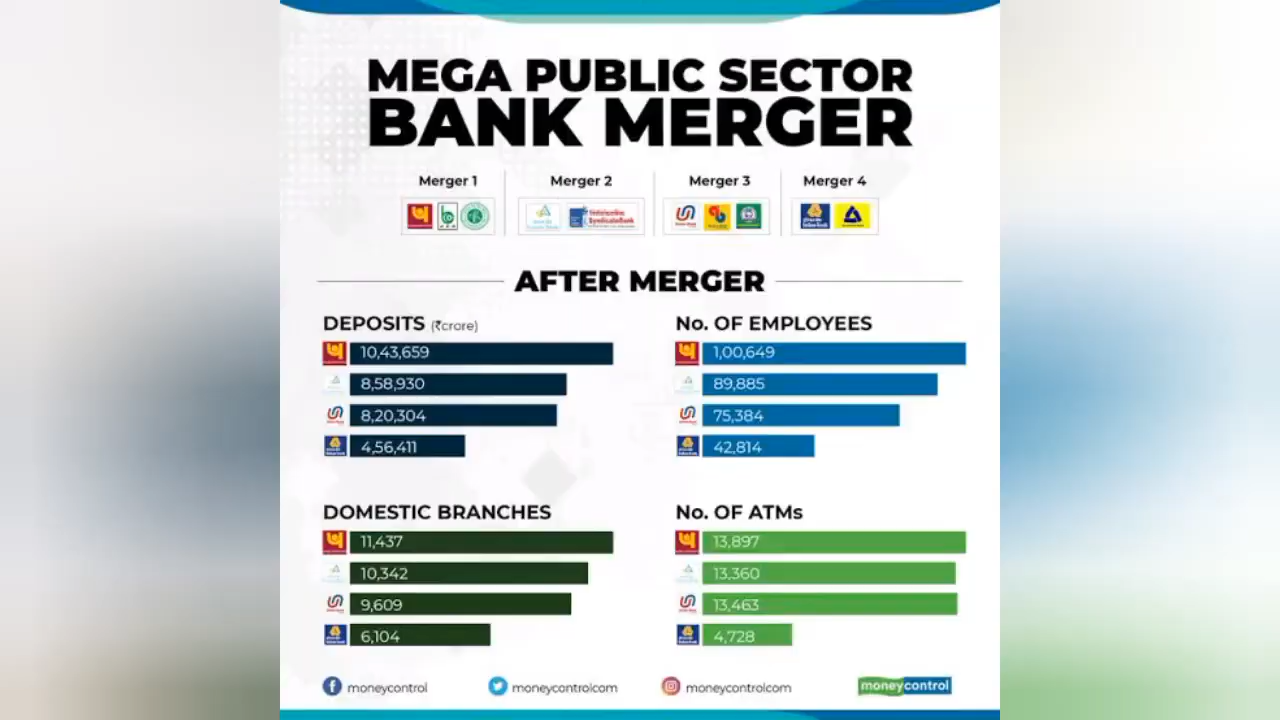 MEGA PUBLIC SECTOR
BANK MERGER
Merger 1
Merger 2
Merger 3
Merger 4
SyndicateBank
AFTER MERGER
DEPOSITS (₹crore)
10,43,659
8,58,930
8,20,304
4,56,411
No. OF EMPLOYEES
1,00,649
89,885
75,384
42,814
DOMESTIC BRANCHES
11,437
10,342
9,609
6,104
No. OF ATMs
13,897
13,360
13,463
4,728
moneycontrol
moneycontrolcom
moneycontrolcom
moneycontrol